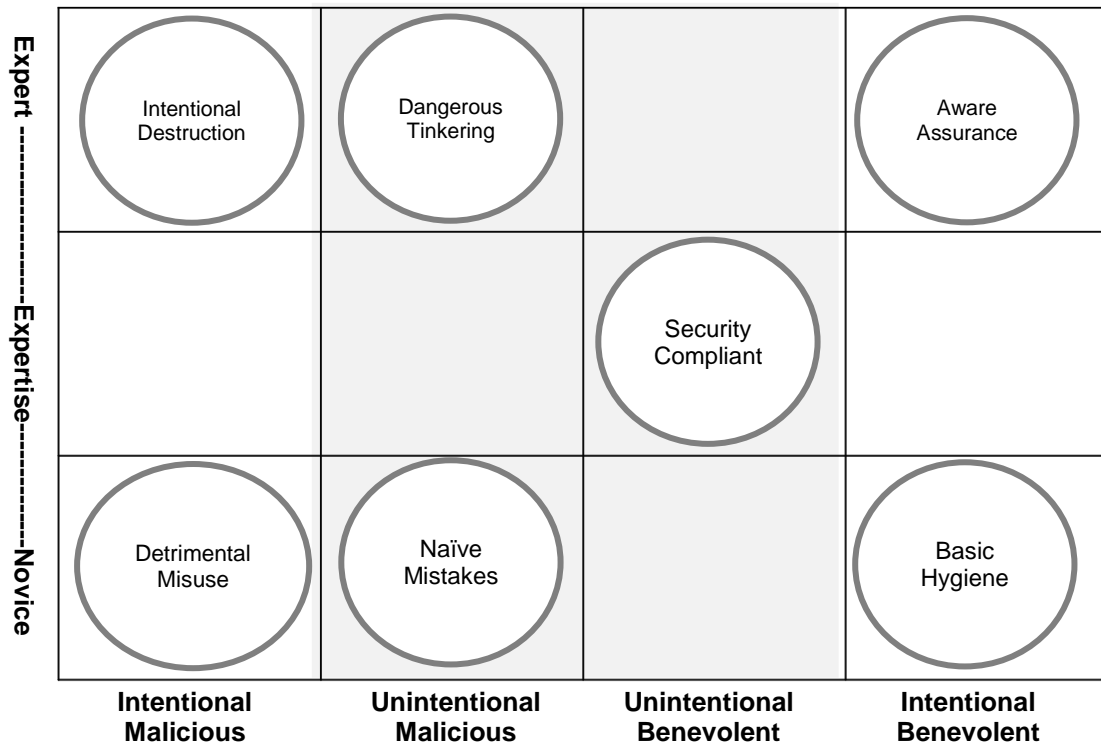 Expert -------------------Expertise-------------Novice
Intentional
Destruction
Dangerous
Tinkering
Aware
Assurance
Security
Compliant
Detrimental
Misuse
Naïve
Mistakes
Basic
Hygiene
Intentional
Malicious
Unintentional
Malicious
Unintentional
Benevolent
Intentional
Benevolent